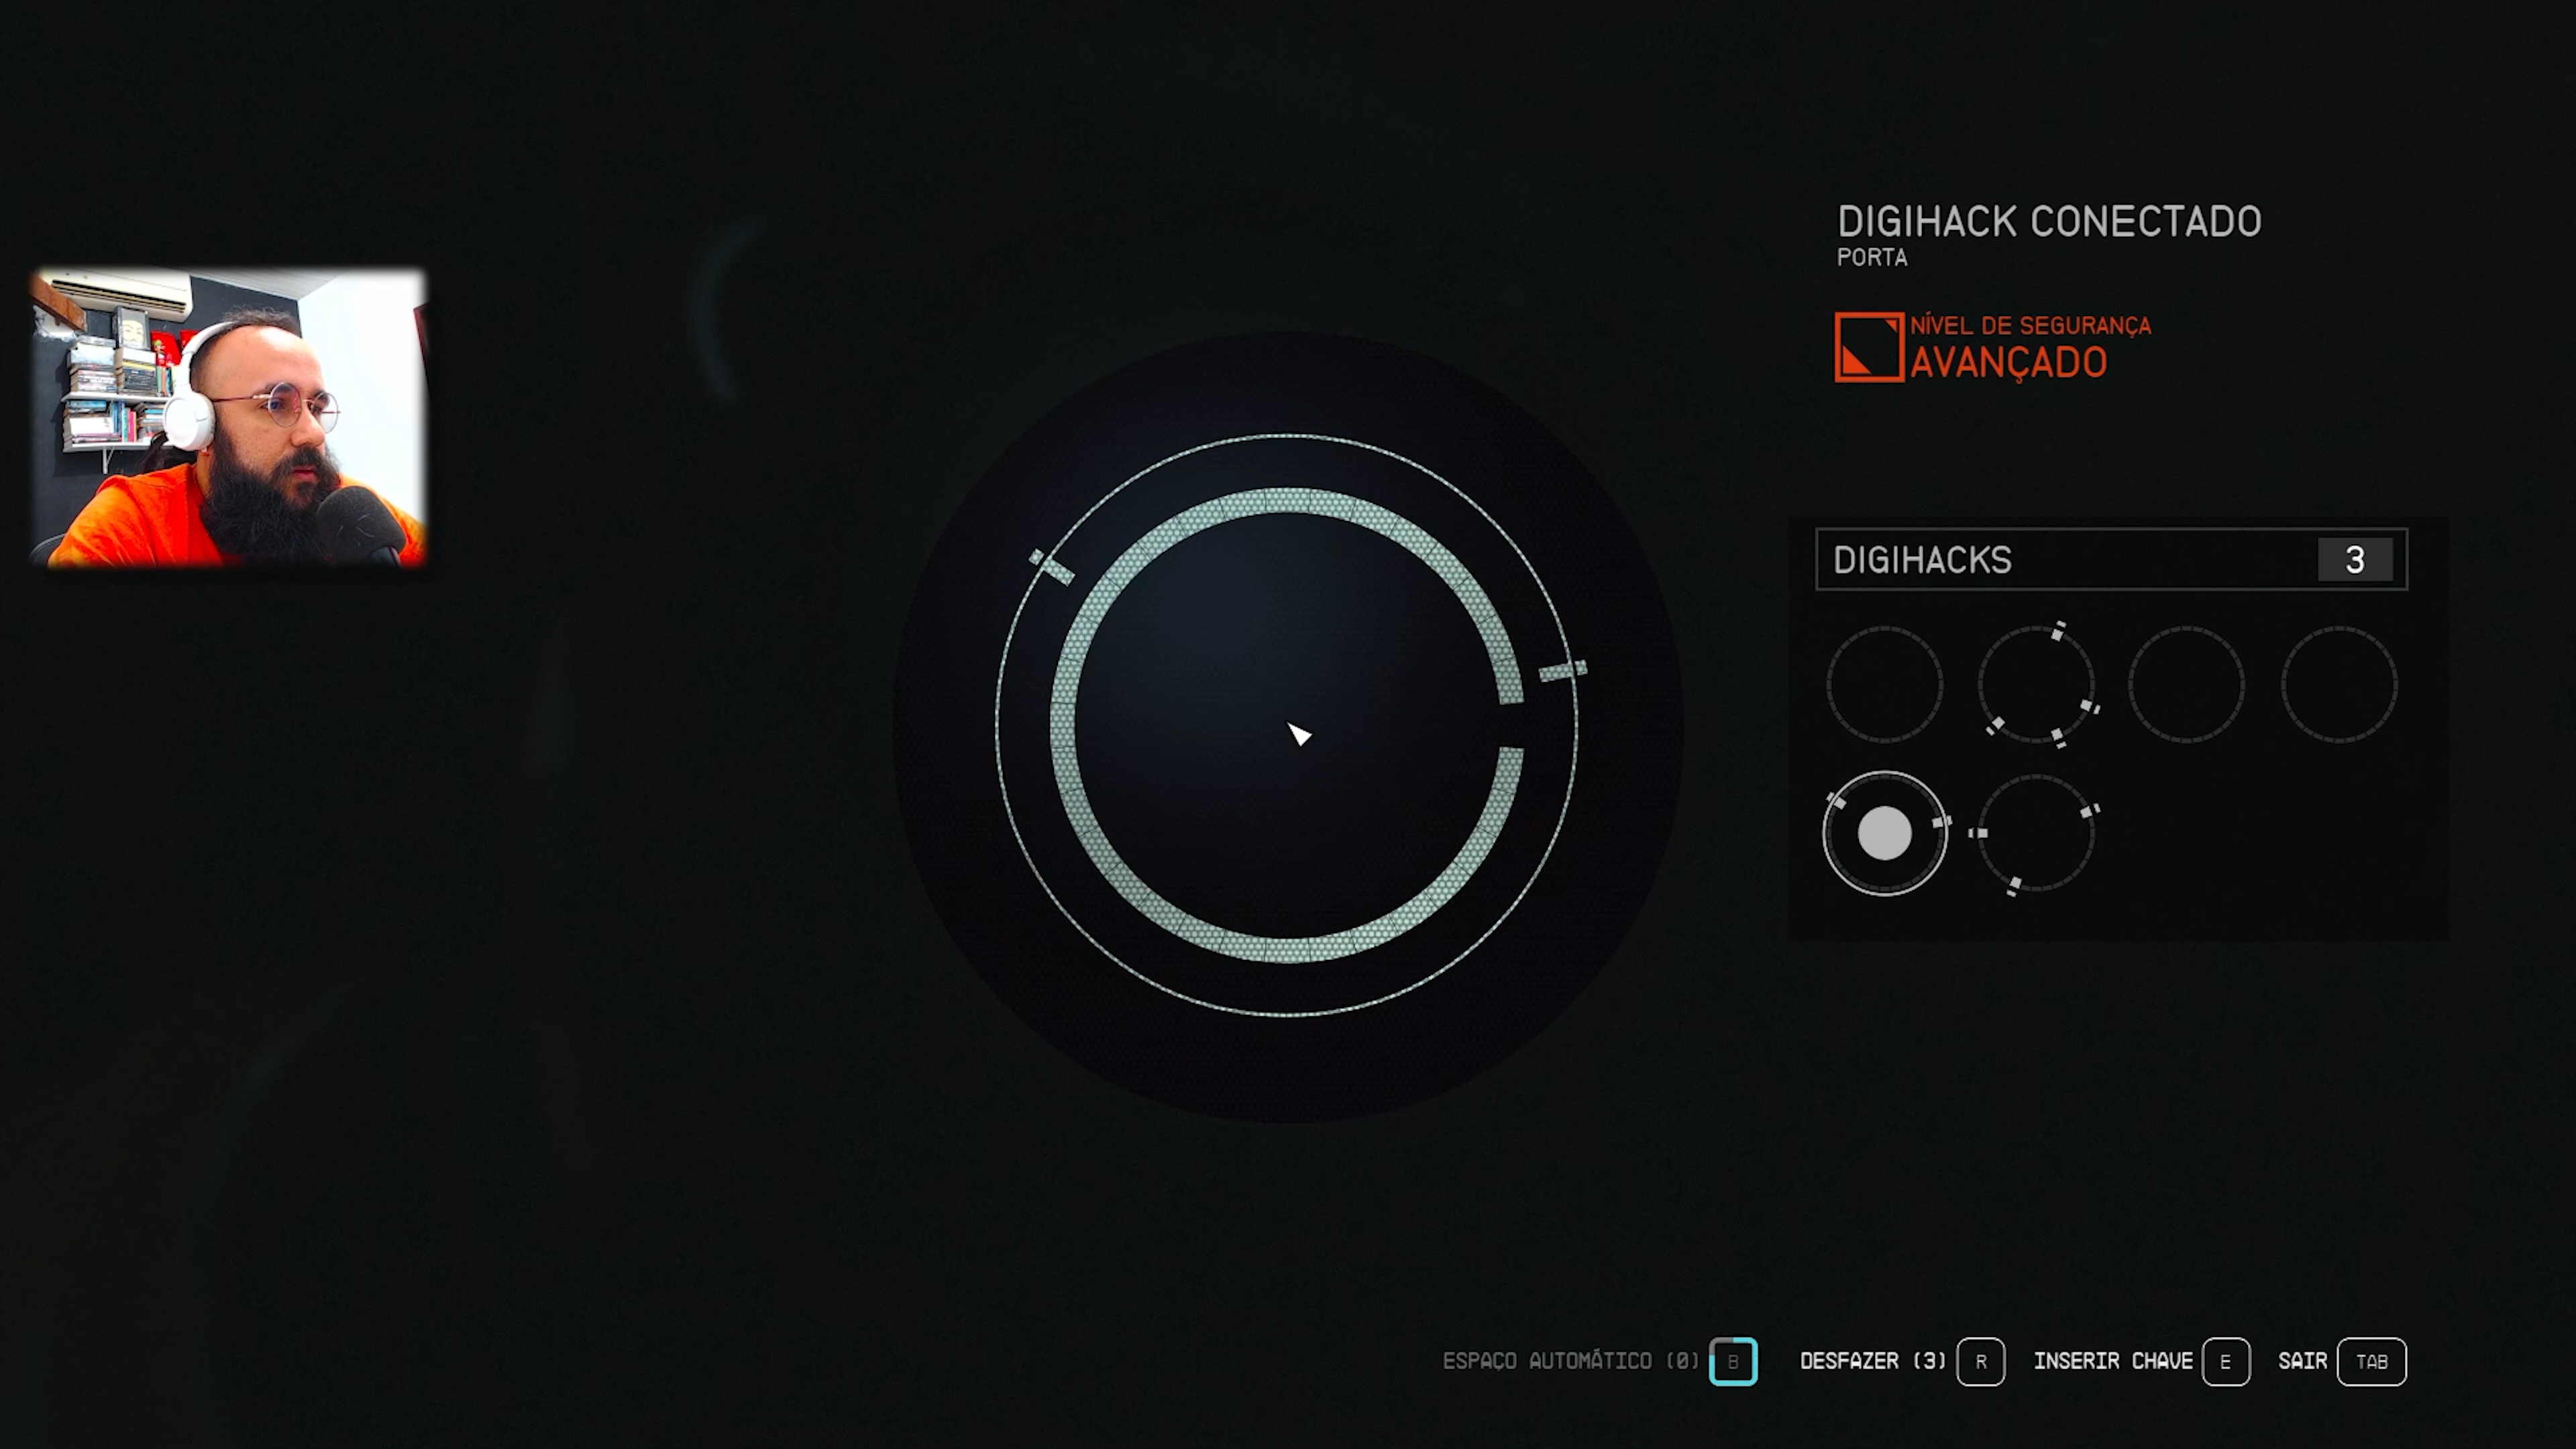 DIGIHACK CONECTADO
PORTA
NÍVEL DE SEGURANÇA
AVANÇADO
DIGIHACKS 3
ESPAÇO AUTOMÁTICO (0) B DESFAZER (3) R INSERIR CHAVE E SAIR TAB